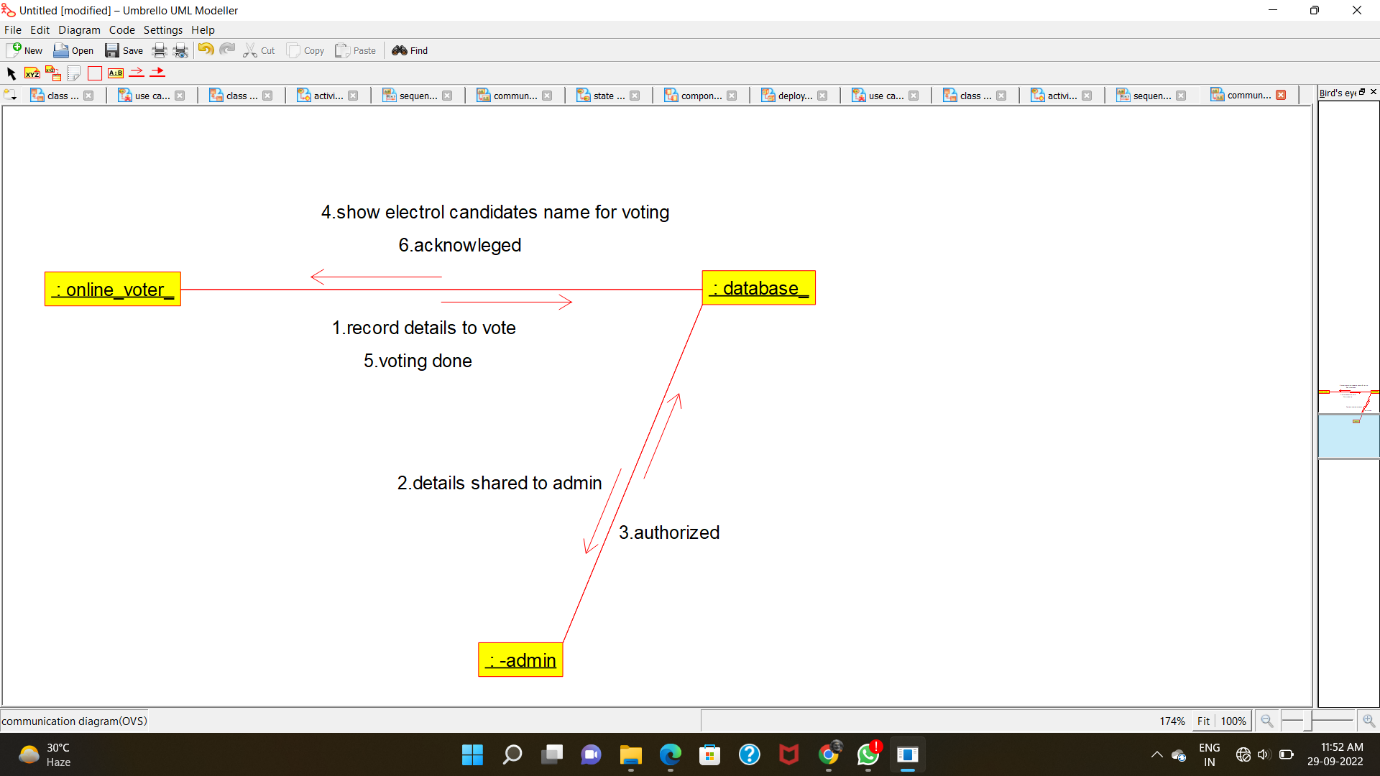 Untitled [modified] – Umbrello UML Modeller
File Edit Diagram Code Settings Help
New Open Save Cut Copy Paste Find
XYZ A:B
class ... use ca... class ... activi... sequen... commun... state ... compon... deploy... use ca... class ... activi... sequen... commun... Bird's eye
4.show electrol candidates name for voting
6.acknowleged
: online_voter_
: database_
1.record details to vote
5.voting done
2.details shared to admin
3.authorized
: -admin
communication diagram(OVS)
174% Fit 100%
30°C
Haze
ENG
IN
11:52 AM
29-09-2022